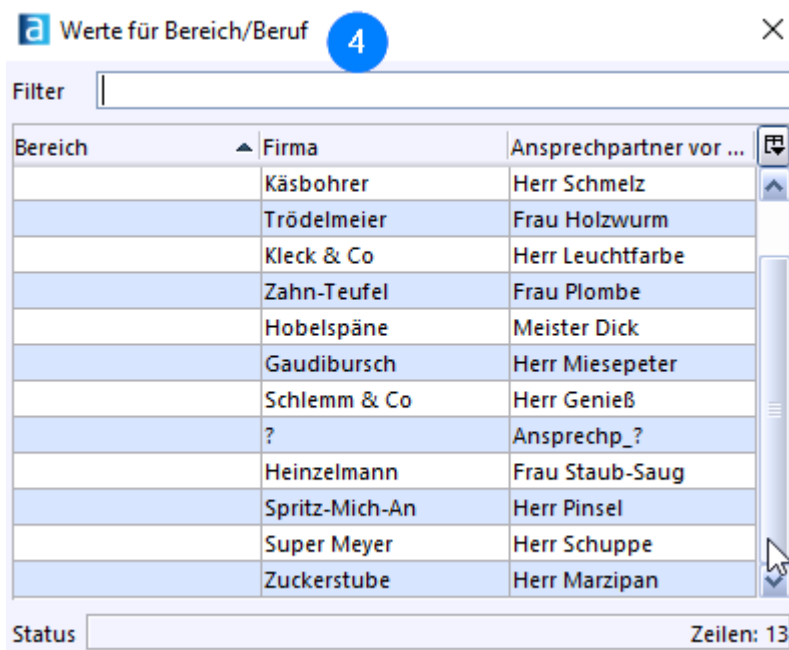 a Werte für Bereich/Beruf 4
Filter
Bereich Firma Ansprechpartner vor ...
Käsbohrer Herr Schmelz
Trödelmeier Frau Holzwurm
Kleck & Co Herr Leuchtfarbe
Zahn-Teufel Frau Plombe
Hobelspäne Meister Dick
Gaudibursch Herr Miesepeter
Schlemm & Co Herr Genieß
? Ansprechp_?
Heinzelmann Frau Staub-Saug
Spritz-Mich-An Herr Pinsel
Super Meyer Herr Schuppe
Zuckerstube Herr Marzipan
Status Zeilen: 13